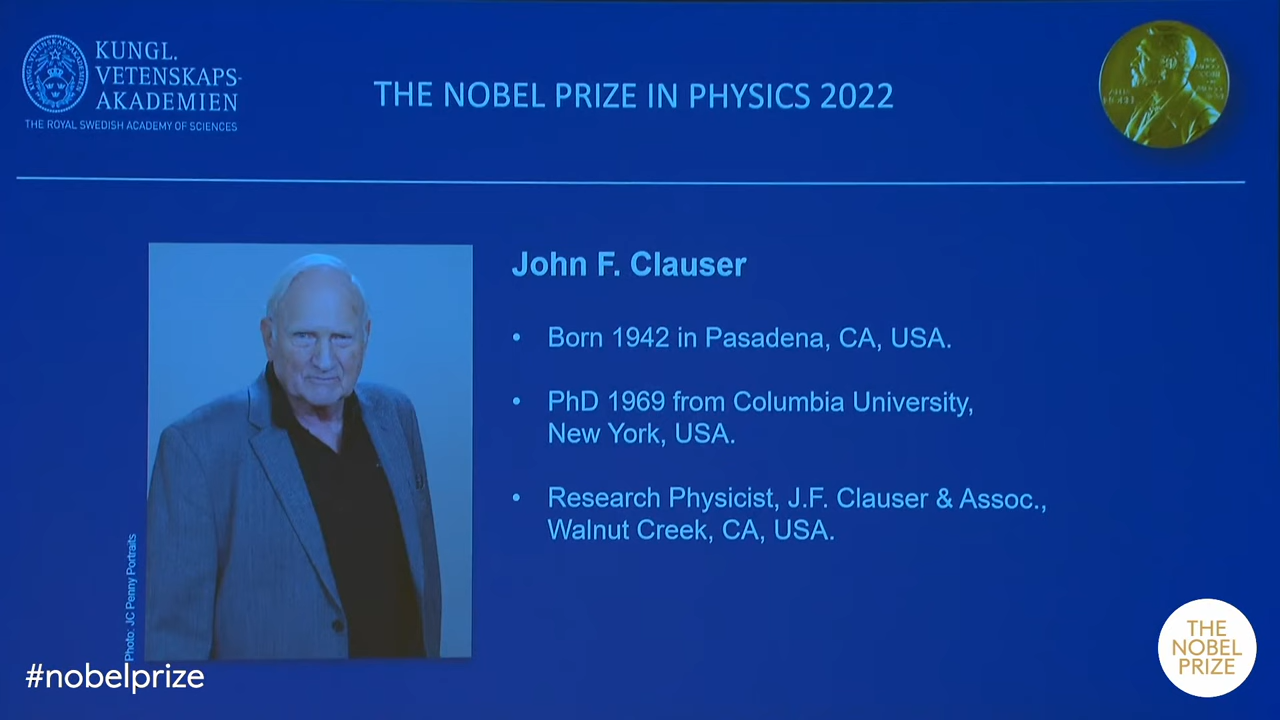 KUNGL.
VETENSKAPS-
AKADEMIEN
THE ROYAL SWEDISH ACADEMY OF SCIENCES
THE NOBEL PRIZE IN PHYSICS 2022
John F. Clauser
• Born 1942 in Pasadena, CA, USA.
• PhD 1969 from Columbia University,
New York, USA.
• Research Physicist, J.F. Clauser & Assoc.,
Walnut Creek, CA, USA.
Photo: JC Penny Portraits
#nobelprize
THE
NOBEL
PRIZE